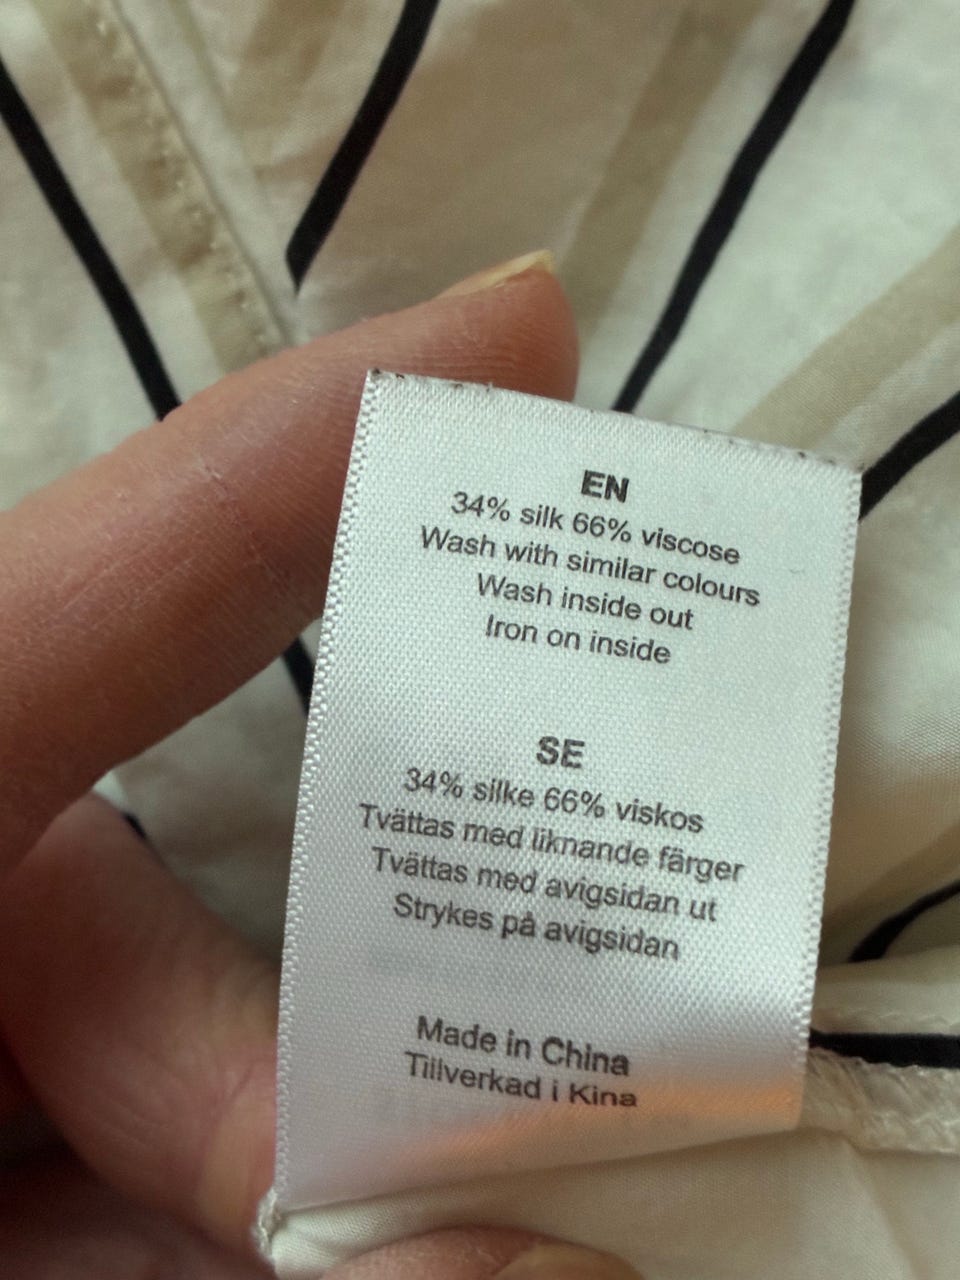 EN
34% silk 66% viscose
Wash with similar colours
Wash inside out
Iron on inside
SE
34% silke 66% viskos
Tvättas med liknande färger
Tvättas med avigsidan ut
Strykes på avigsidan
Made in China
Tillverkad i Kina